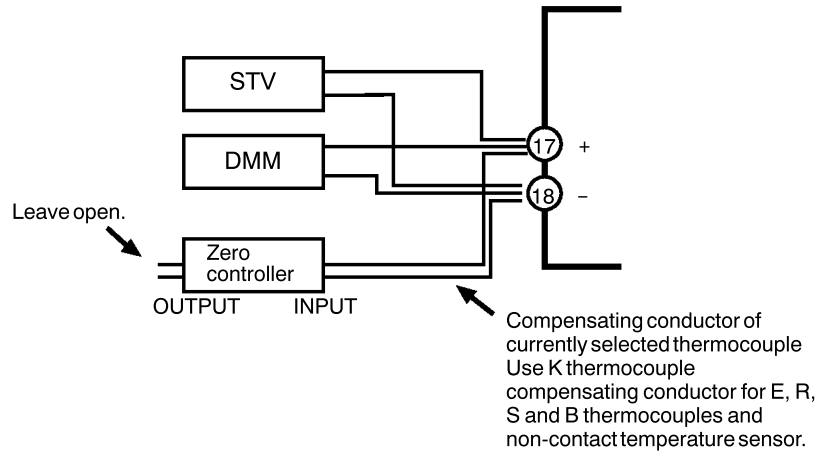 STV
17
+
DMM
18
−
Leave open.
Zero
controller
OUTPUT
INPUT
Compensating conductor of
currently selected thermocouple
Use K thermocouple
compensating conductor for E, R,
S and B thermocouples and
non-contact temperature sensor.